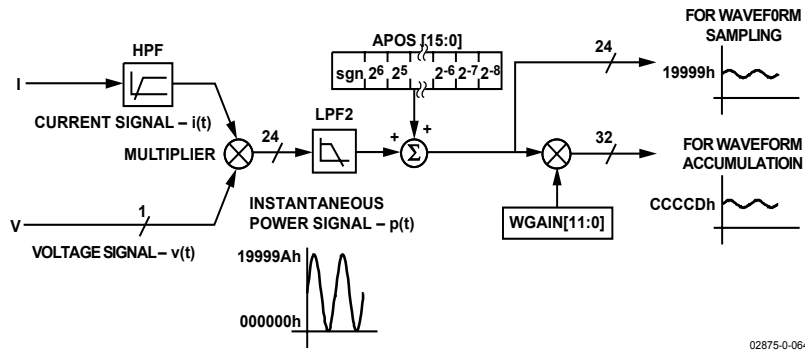 FOR WAVEF0RM
SAMPLING
APOS [15:0]
HPF
24
19999h
sgn 26 25 2-6 2-7 2-8
I
CURRENT SIGNAL – i(t)
LPF2
24
+
+
MULTIPLIER
Σ
32
FOR WAVEFORM
ACCUMULATIOIN
1
INSTANTANEOUS
POWER SIGNAL – p(t)
WGAIN[11:0]
CCCCDh
V
VOLTAGE SIGNAL – v(t)
19999Ah
000000h
02875-0-064